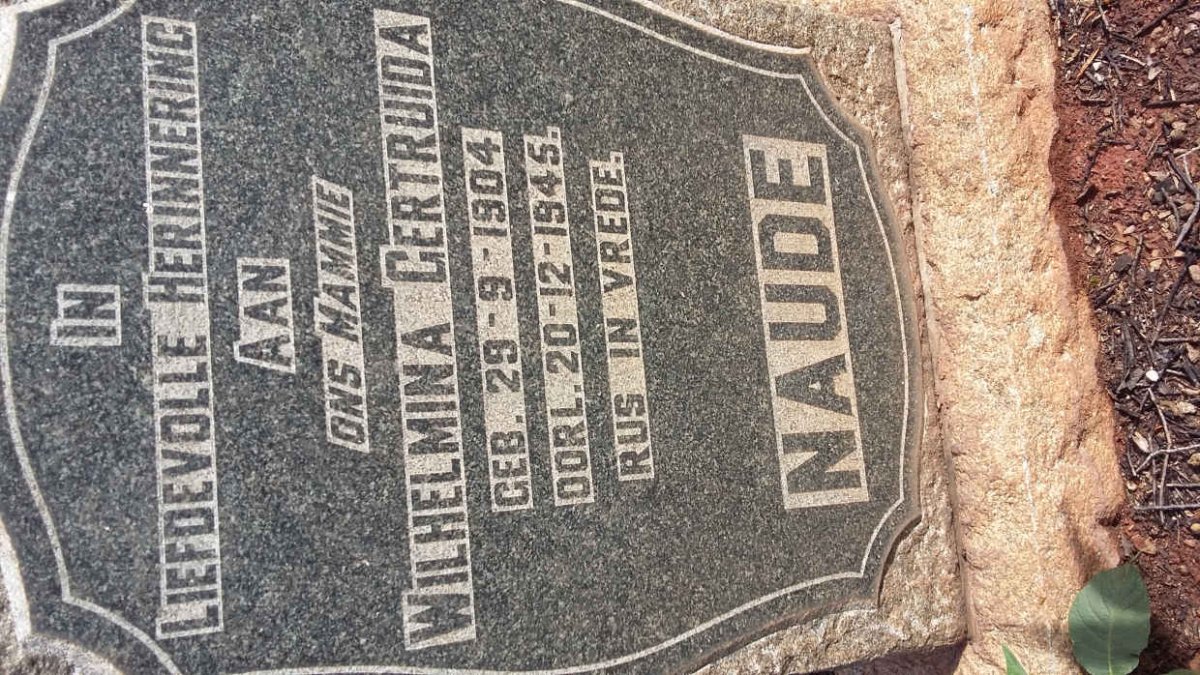 IN
LIEFDEVOLLE HERINNERING
AAN
ONS MAMMIE
WILHELMINA GERTRUIDA
GEB. 29-9-1904
OORL. 20-12-1945.
RUS IN VREDE.
NAUDE